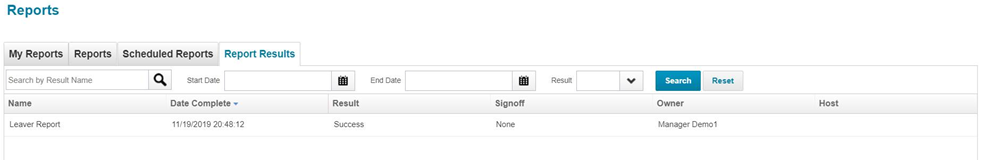 Reports
My Reports Reports Scheduled Reports Report Results
Search by Result Name Start Date End Date Result Search Reset
Name Date Complete Result Signoff Owner Host
Leaver Report 11/19/2019 20:48:12 Success None Manager Demo1